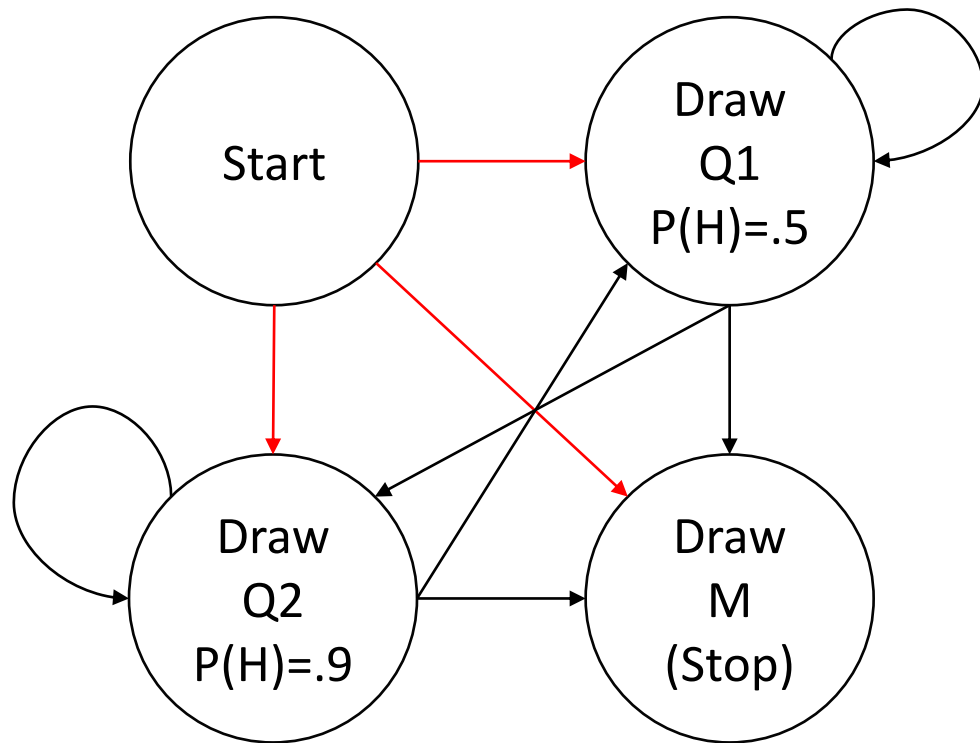 Start
Draw
Q1
P(H)=.5
Draw
Q2
P(H)=.9
Draw
M
(Stop)